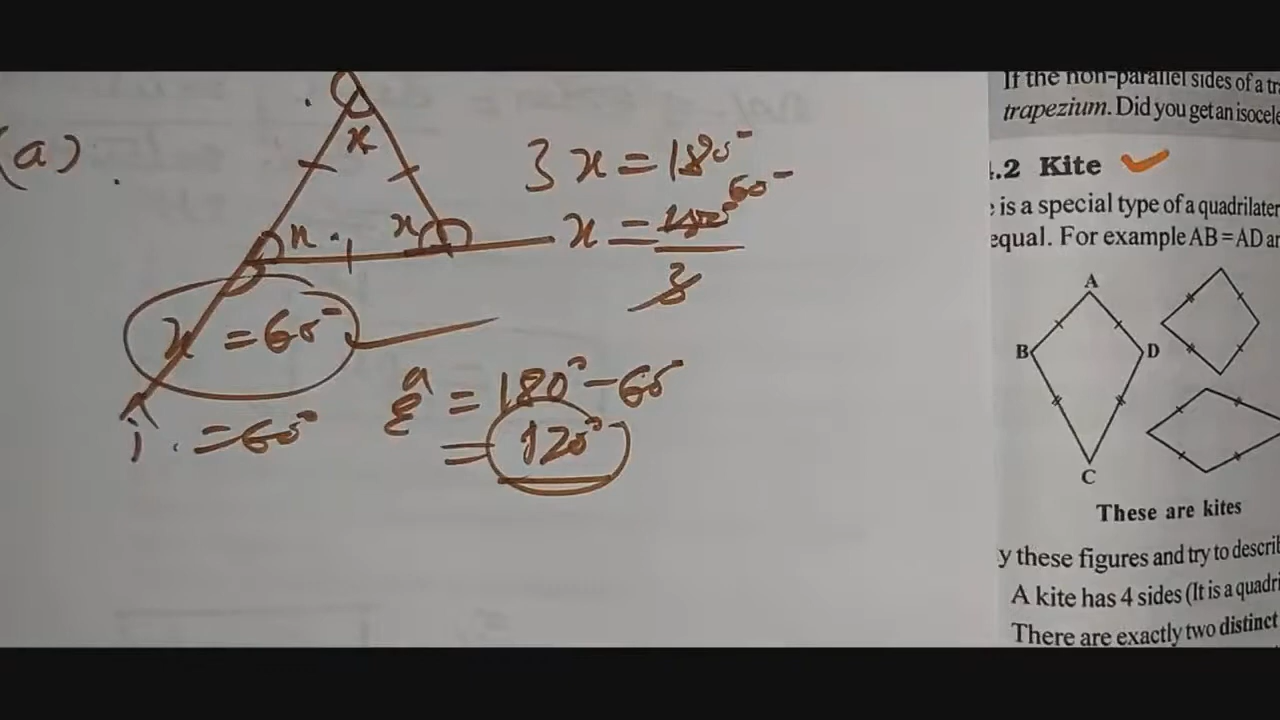 (a)
x
x
x
3x = 180°
x = 180° 60°
3
x = 60°
i = 60°
a = 180° - 60°
= 120°
If the non-parallel sides of a tr
trapezium. Did you get an isocele
.2 Kite
is a special type of a quadrilater
equal. For example AB = AD an
A
B
D
C
These are kites
y these figures and try to describ
A kite has 4 sides (It is a quadri
There are exactly two distinct